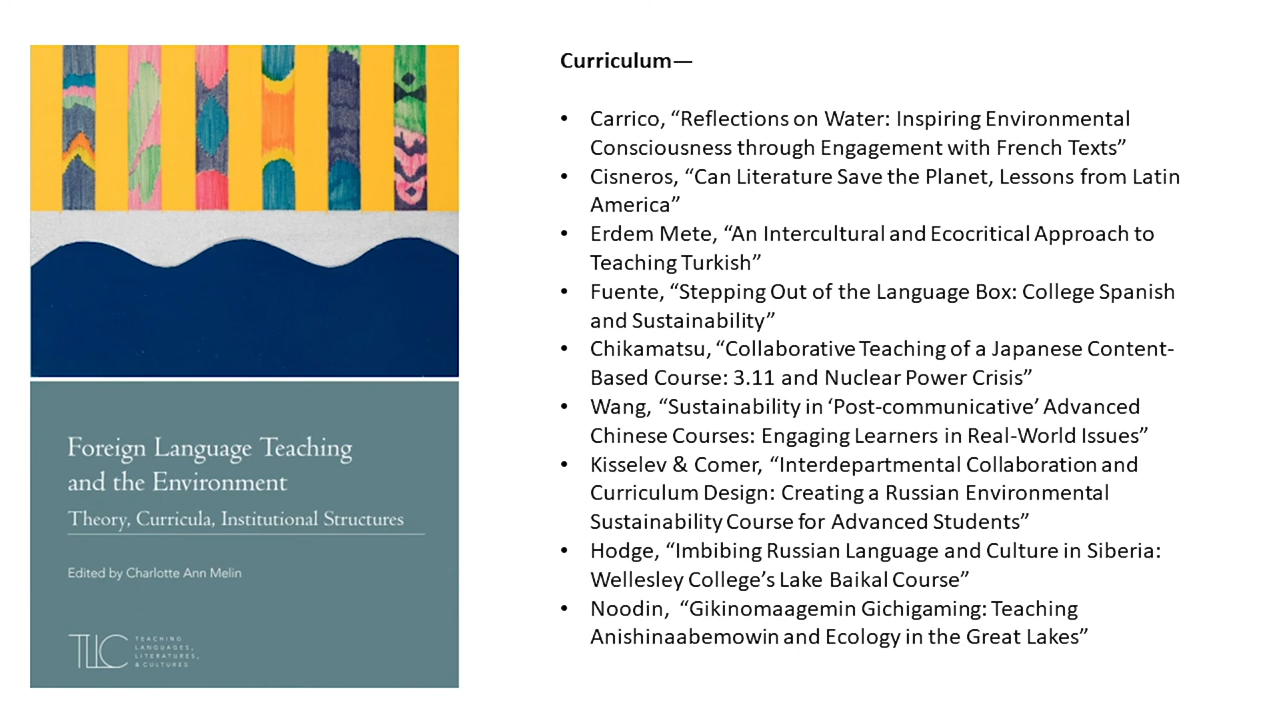 Foreign Language Teaching
and the Environment
Theory, Curricula, Institutional Structures
Edited by Charlotte Ann Melin
TLLC
TEACHING
LANGUAGES,
LITERATURES,
& CULTURES
Curriculum—
• Carrico, “Reflections on Water: Inspiring Environmental
Consciousness through Engagement with French Texts”
• Cisneros, “Can Literature Save the Planet, Lessons from Latin
America”
• Erdem Mete, “An Intercultural and Ecocritical Approach to
Teaching Turkish”
• Fuente, “Stepping Out of the Language Box: College Spanish
and Sustainability”
• Chikamatsu, “Collaborative Teaching of a Japanese Content-
Based Course: 3.11 and Nuclear Power Crisis”
• Wang, “Sustainability in ‘Post-communicative’ Advanced
Chinese Courses: Engaging Learners in Real-World Issues”
• Kisselev & Comer, “Interdepartmental Collaboration and
Curriculum Design: Creating a Russian Environmental
Sustainability Course for Advanced Students”
• Hodge, “Imbibing Russian Language and Culture in Siberia:
Wellesley College’s Lake Baikal Course”
• Noodin, “Gikinomaagemin Gichigaming: Teaching
Anishinaabemowin and Ecology in the Great Lakes”